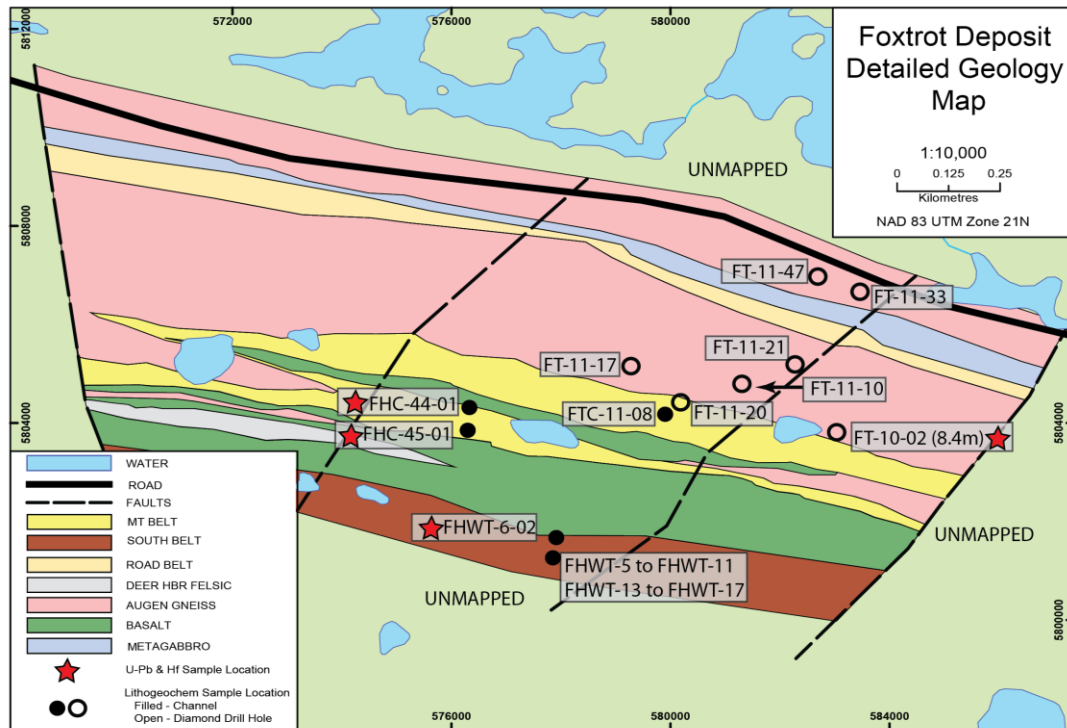 572000
576000
580000
5812000
5808000
5804000
Foxtrot Deposit
Detailed Geology
Map
1:10,000
0
0.125
0.25
Kilometres
NAD 83 UTM Zone 21N
UNMAPPED
FT-11-47
FT-11-33
FT-11-21
FT-11-17
FT-11-10
FHC-44-01
FTC-11-08
FT-11-20
FHC-45-01
FT-10-02 (8.4m)
5804000
FHWT-6-02
UNMAPPED
FHWT-5 to FHWT-11
FHWT-13 to FHWT-17
UNMAPPED
5800000
WATER
ROAD
FAULTS
MT BELT
SOUTH BELT
ROAD BELT
DEER HBR FELSIC
AUGEN GNEISS
BASALT
METAGABBRO
U-Pb & Hf Sample Location
Lithogeochem Sample Location
Filled - Channel
Open - Diamond Drill Hole
576000
580000
584000